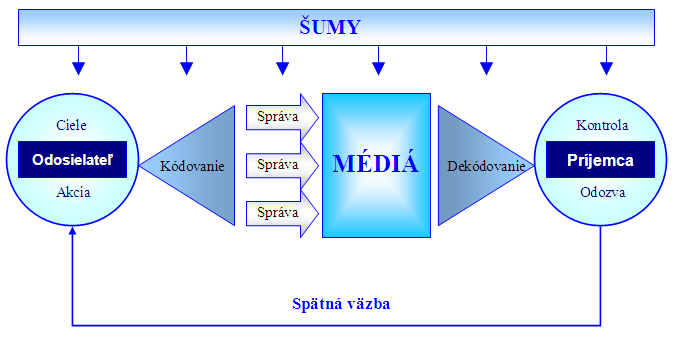 ŠUMY
Ciele
Odosielateľ
Akcia
Kódovanie
Správa
Správa
Správa
MÉDIÁ
Dekódovanie
Kontrola
Príjemca
Odozva
Spätná väzba